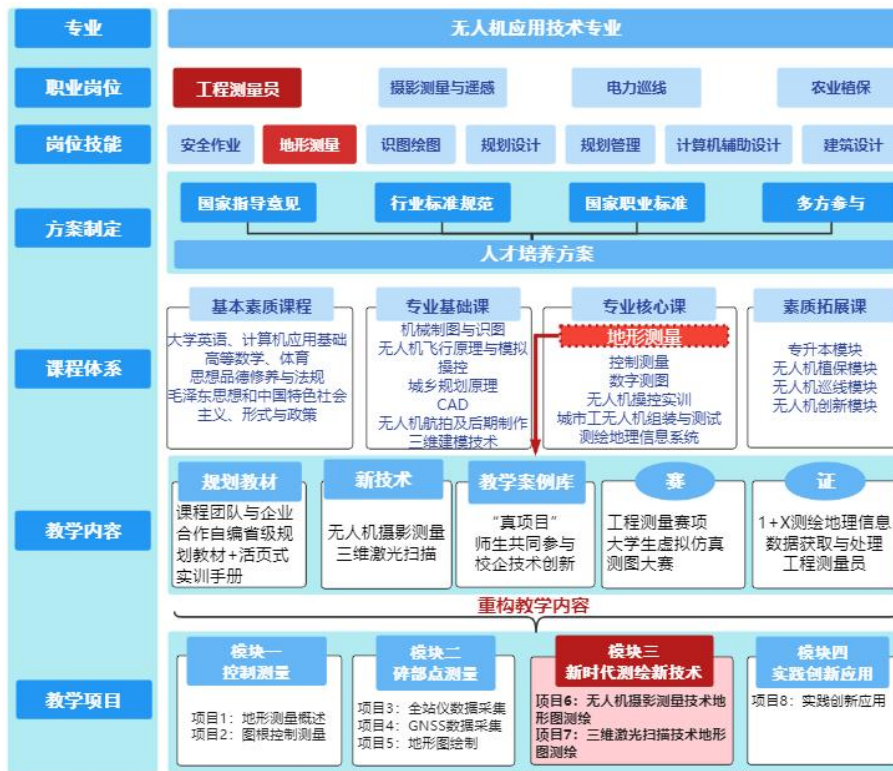 专业
无人机应用技术专业
职业岗位
工程测量员
摄影测量与遥感
电力巡线
农业植保
岗位技能
安全作业
地形测量
识图绘图
规划设计
规划管理
计算机辅助设计
建筑设计
方案制定
国家指导意见
行业标准规范
国家职业标准
多方参与
人才培养方案
课程体系
基本素质课程
大学英语、计算机应用基础
高等数学、体育
思想品德修养与法规
毛泽东思想和中国特色社会
主义、形式与政策
专业基础课
机械制图与识图
无人机飞行原理与模拟
操控
城乡规划原理
CAD
无人机航拍及后期制作
三维建模技术
专业核心课
地形测量
控制测量
数字测图
无人机操控实训
城市工无人机组装与测试
测绘地理信息系统
素质拓展课
专升本模块
无人机植保模块
无人机巡线模块
无人机创新模块
教学内容
规划教材
课程团队与企业
合作自编省级规
划教材+活页式
实训手册
新技术
无人机摄影测量
三维激光扫描
教学案例库
“真项目”
师生共同参与
校企技术创新
赛
工程测量赛项
大学生虚拟仿真
测图大赛
证
1+X测绘地理信息
数据获取与处理
工程测量员
重构教学内容
教学项目
模块一
控制测量
项目1：地形测量概述
项目2：图根控制测量
模块二
碎部点测量
项目3：全站仪数据采集
项目4：GNSS数据采集
项目5：地形图绘制
模块三
新时代测绘新技术
项目6：无人机摄影测量技术地
形图测绘
项目7：三维激光扫描技术地形
图测绘
模块四
实践创新应用
项目8：实践创新应用